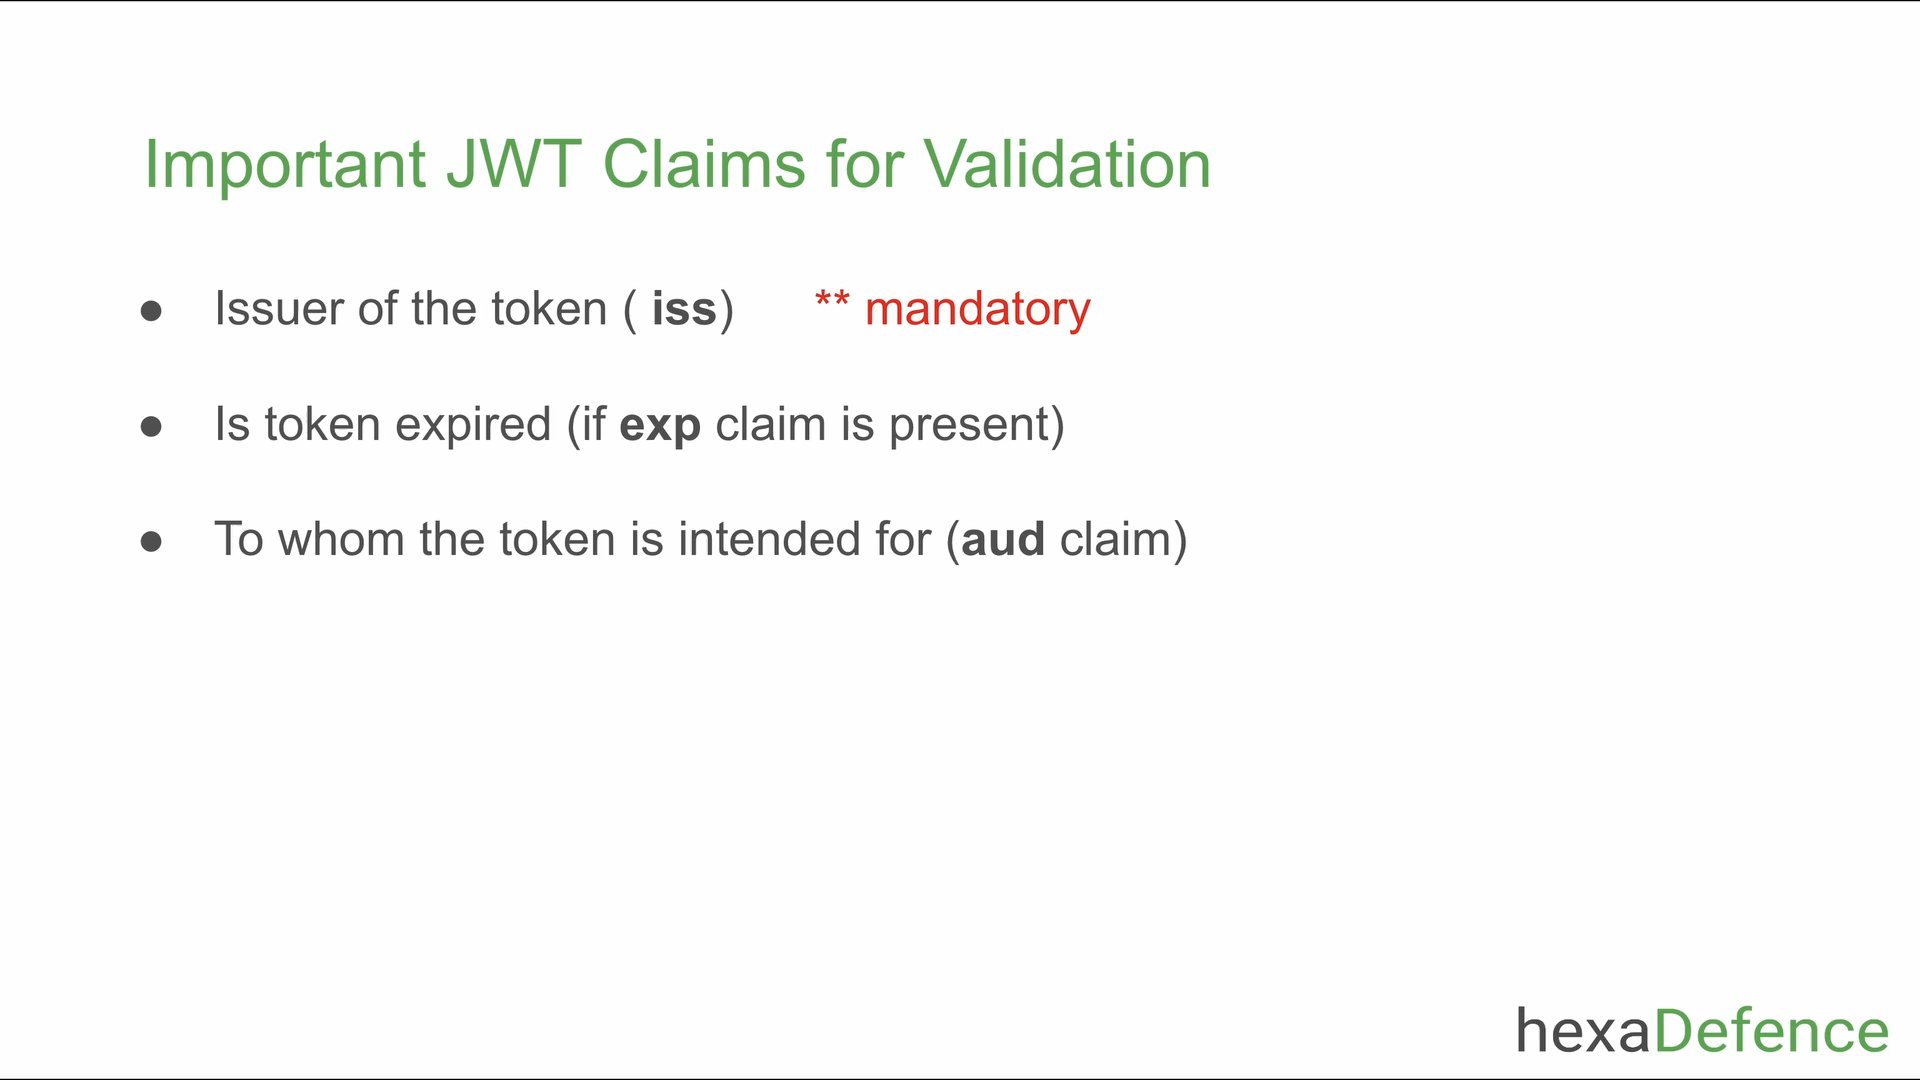 Important JWT Claims for Validation
● Issuer of the token ( iss) ** mandatory
● Is token expired (if exp claim is present)
● To whom the token is intended for (aud claim)
hexaDefence